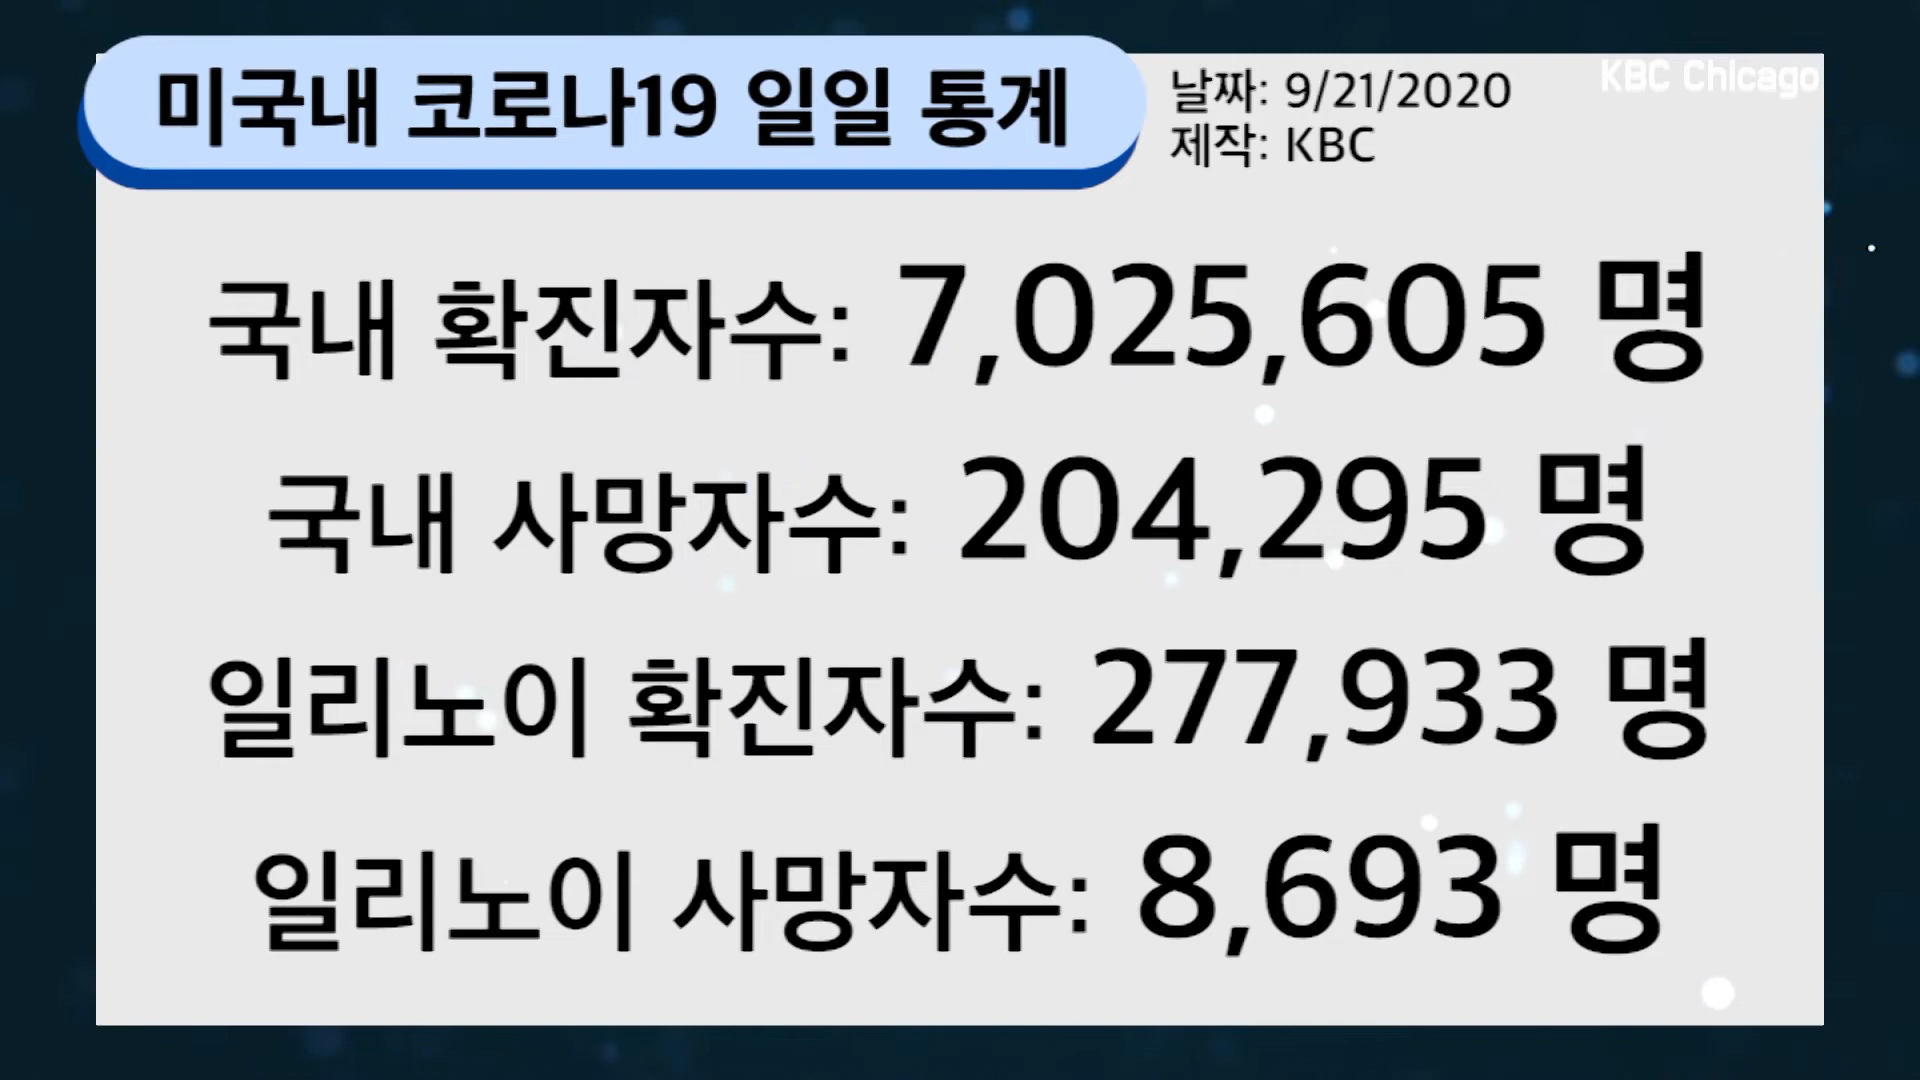 미국내 코로나19 일일 통계
날짜: 9/21/2020
제작: KBC
KBC Chicago
국내 확진자수: 7,025,605 명
국내 사망자수: 204,295 명
일리노이 확진자수: 277,933 명
일리노이 사망자수: 8,693 명